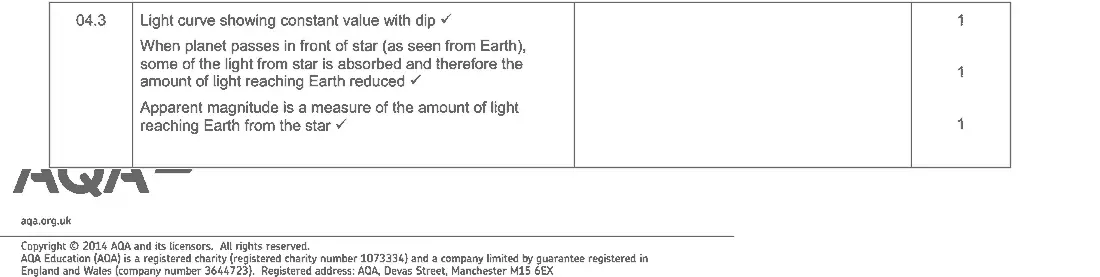 04.3 Light curve showing constant value with dip ✓ 1
When planet passes in front of star (as seen from Earth),
some of the light from star is absorbed and therefore the 1
amount of light reaching Earth reduced ✓
Apparent magnitude is a measure of the amount of light
reaching Earth from the star ✓ 1
AQA
aqa.org.uk
Copyright © 2014 AQA and its licensors. All rights reserved.
AQA Education (AQA) is a registered charity (registered charity number 1073334) and a company limited by guarantee registered in
England and Wales (company number 3644723). Registered address: AQA, Devas Street, Manchester M15 6EX